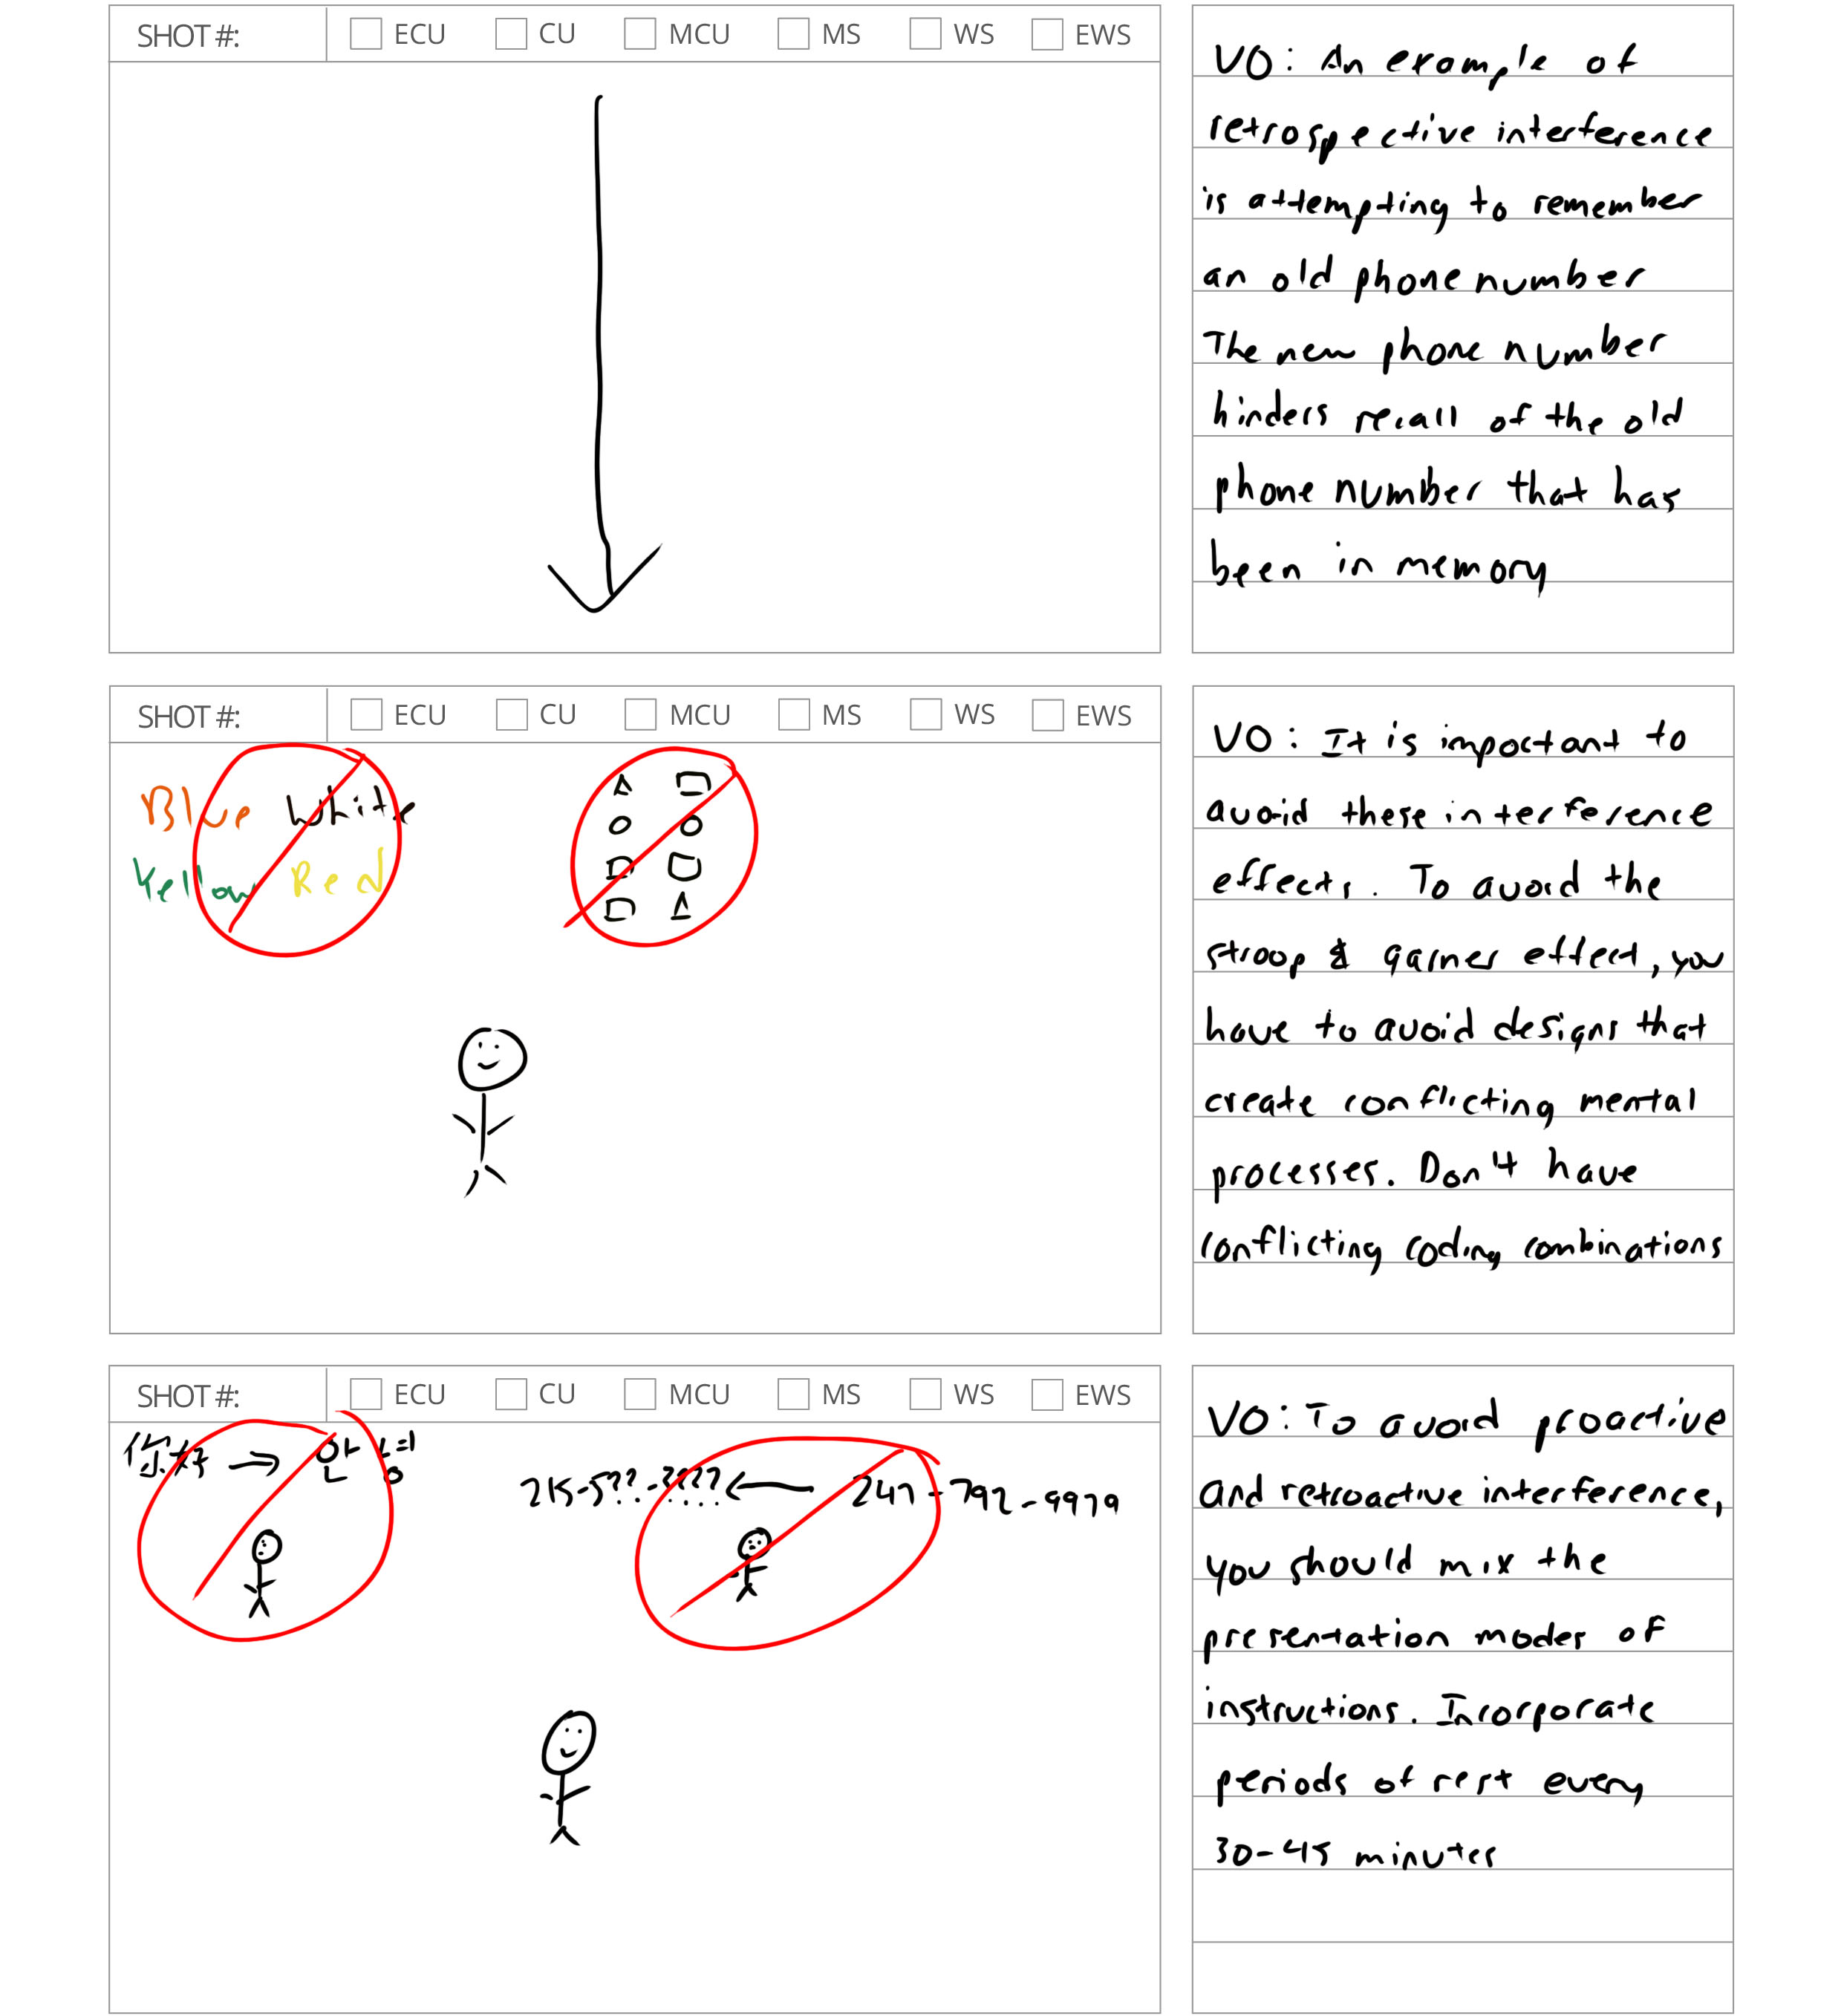 SHOT #: ECU CU MCU MS WS EWS
VO: An example of
retrospective interference
is attempting to remember
an old phone number
The new phone number
hinders recall of the old
phone number that has
been in memory
SHOT #: ECU CU MCU MS WS EWS
Blue White
Yellow Red
VO: It is impoctant to
avoid these interference
effects. To avoid the
stroop & garner effect, you
have to avoid designs that
create conflicting mental
processes. Don't have
conflicting coding combinations
SHOT #: ECU CU MCU MS WS EWS
你好 ⇒
215-5??-???? ← 247-792-9979
VO: To avoid proactive
and retroactive interference,
you should mix the
presentation modes of
instructions. Incorporate
periods of rest every
30-45 minutes